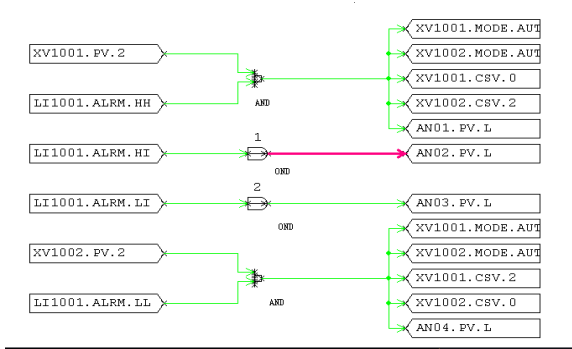 XV1001.MODE.AUT
XV1001.PV.2
XV1002.MODE.AUT
XV1001.CSV.0
LI1001.ALRM.HH
AND
XV1002.CSV.2
AN01.PV.L
1
LI1001.ALRM.HI
AN02.PV.L
OND
2
LI1001.ALRM.LI
AN03.PV.L
OND
XV1001.MODE.AUT
XV1002.PV.2
XV1002.MODE.AUT
XV1001.CSV.2
LI1001.ALRM.LL
AND
XV1002.CSV.0
AN04.PV.L